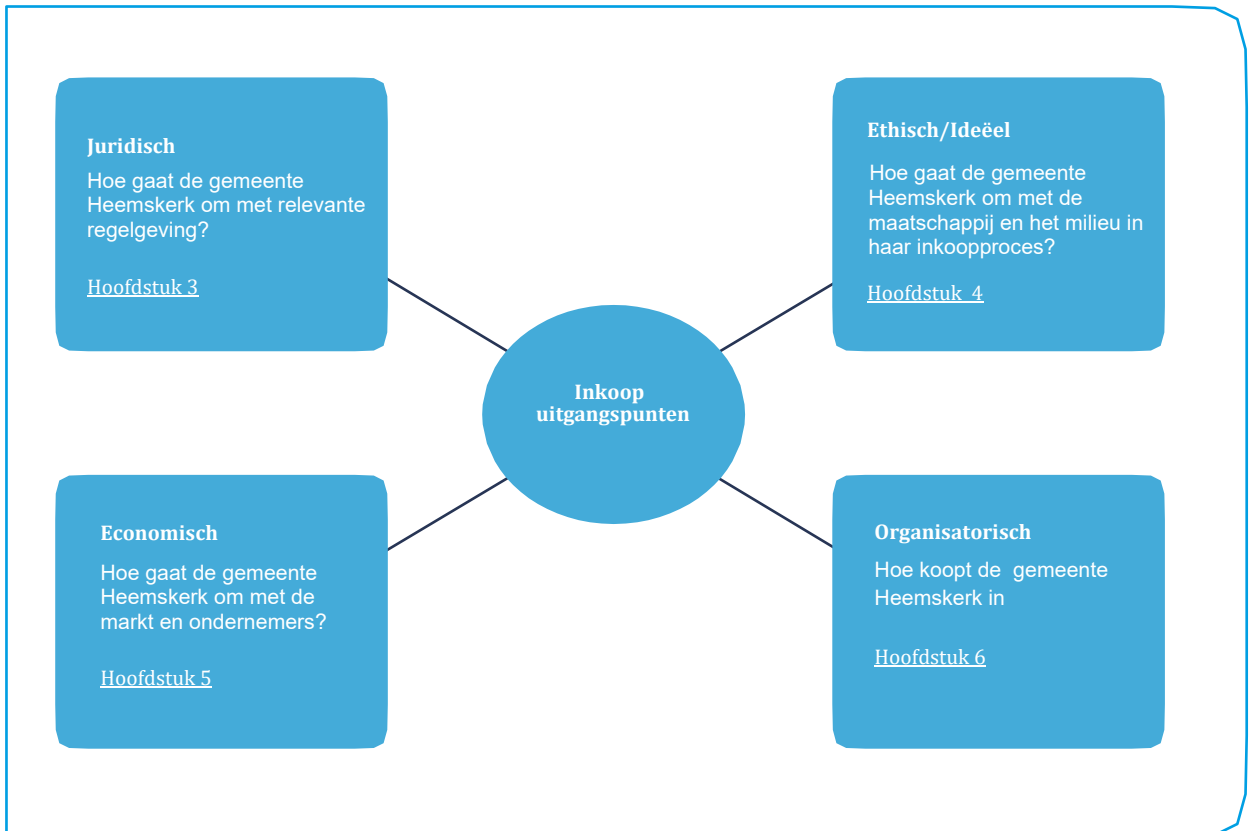 Juridisch
Hoe gaat de gemeente
Heemskerk om met relevante
regelgeving?
Hoofdstuk 3
Ethisch/Ideëel
Hoe gaat de gemeente
Heemskerk om met de
maatschappij en het milieu in
haar inkoopproces?
Hoofdstuk  4
Inkoop
uitgangspunten
Economisch
Hoe gaat de gemeente
Heemskerk om met de
markt en ondernemers?
Hoofdstuk 5
Organisatorisch
Hoe koopt de  gemeente
Heemskerk in
Hoofdstuk 6